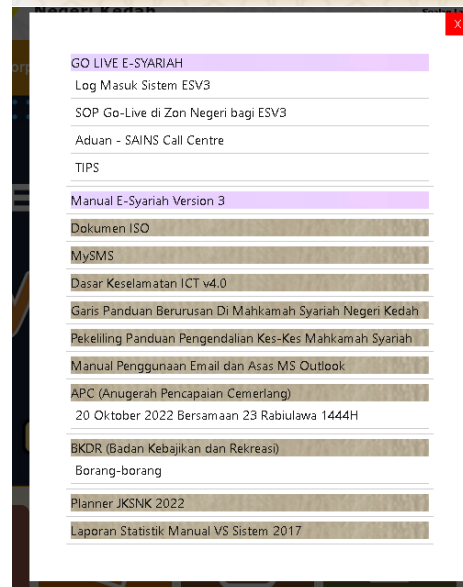 Negeri Kedah
X
GO LIVE E-SYARIAH
Log Masuk Sistem ESV3
SOP Go-Live di Zon Negeri bagi ESV3
Aduan - SAINS Call Centre
TIPS
Manual E-Syariah Version 3
Dokumen ISO
MySMS
Dasar Keselamatan ICT v4.0
Garis Panduan Berurusan Di Mahkamah Syariah Negeri Kedah
Pekeliling Panduan Pengendalian Kes-Kes Mahkamah Syariah
Manual Penggunaan Email dan Asas MS Outlook
APC (Anugerah Pencapaian Cemerlang)
20 Oktober 2022 Bersamaan 23 Rabiulawa 1444H
BKDR (Badan Kebajikan dan Rekreasi)
Borang-borang
Planner JKSNK 2022
Laporan Statistik Manual VS Sistem 2017